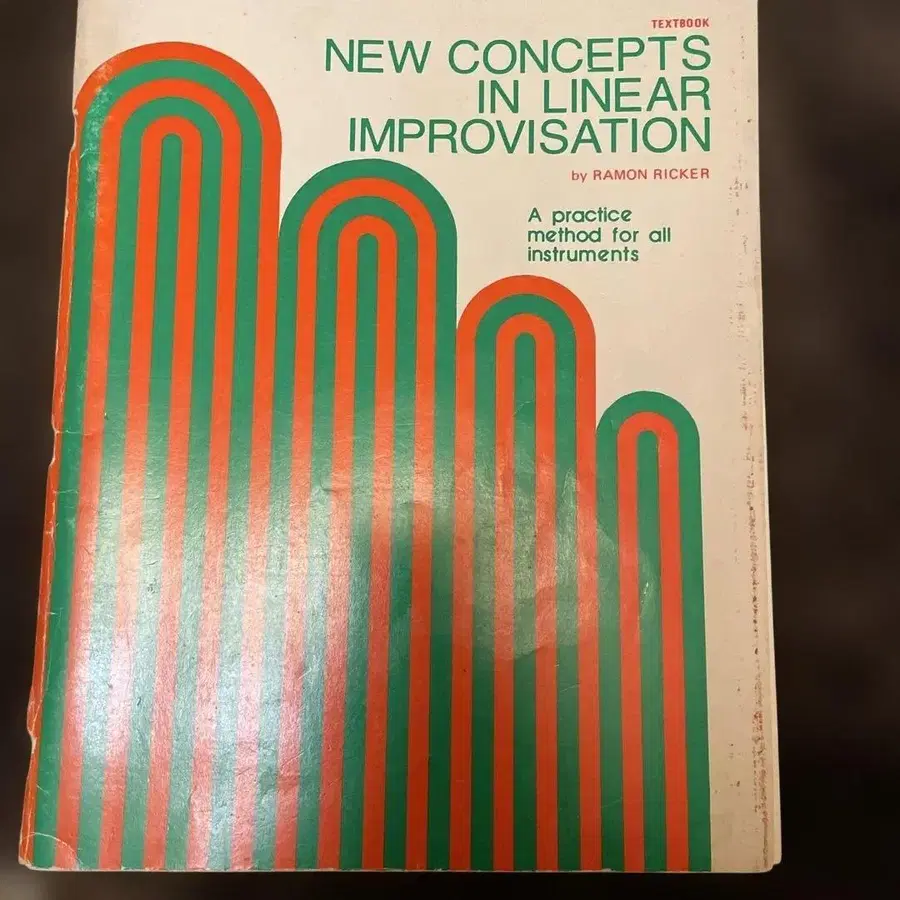 TEXTBOOK
NEW CONCEPTS
IN LINEAR
IMPROVISATION
by RAMON RICKER
A practice
method for all
instruments